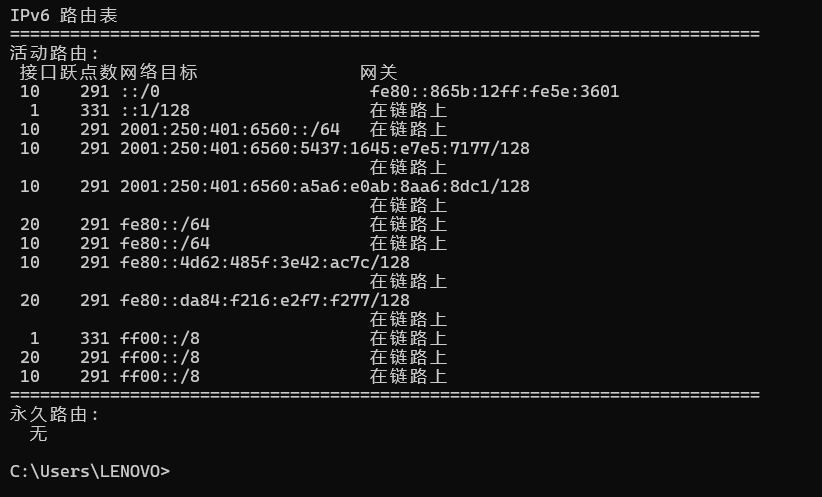 IPv6 路由表
===========================================================================
活动路由:
 接口跃点数网络目标                网关
 10    291 ::/0                     fe80::865b:12ff:fe5e:3601
  1    331 ::1/128                  在链路上
 10    291 2001:250:401:6560::/64   在链路上
 10    291 2001:250:401:6560:5437:1645:e7e5:7177/128
                                    在链路上
 10    291 2001:250:401:6560:a5a6:e0ab:8aa6:8dc1/128
                                    在链路上
 20    291 fe80::/64                在链路上
 10    291 fe80::/64                在链路上
 10    291 fe80::4d62:485f:3e42:ac7c/128
                                    在链路上
 20    291 fe80::da84:f216:e2f7:f277/128
                                    在链路上
  1    331 ff00::/8                 在链路上
 20    291 ff00::/8                 在链路上
 10    291 ff00::/8                 在链路上
===========================================================================
永久路由:
  无
C:\Users\LENOVO>